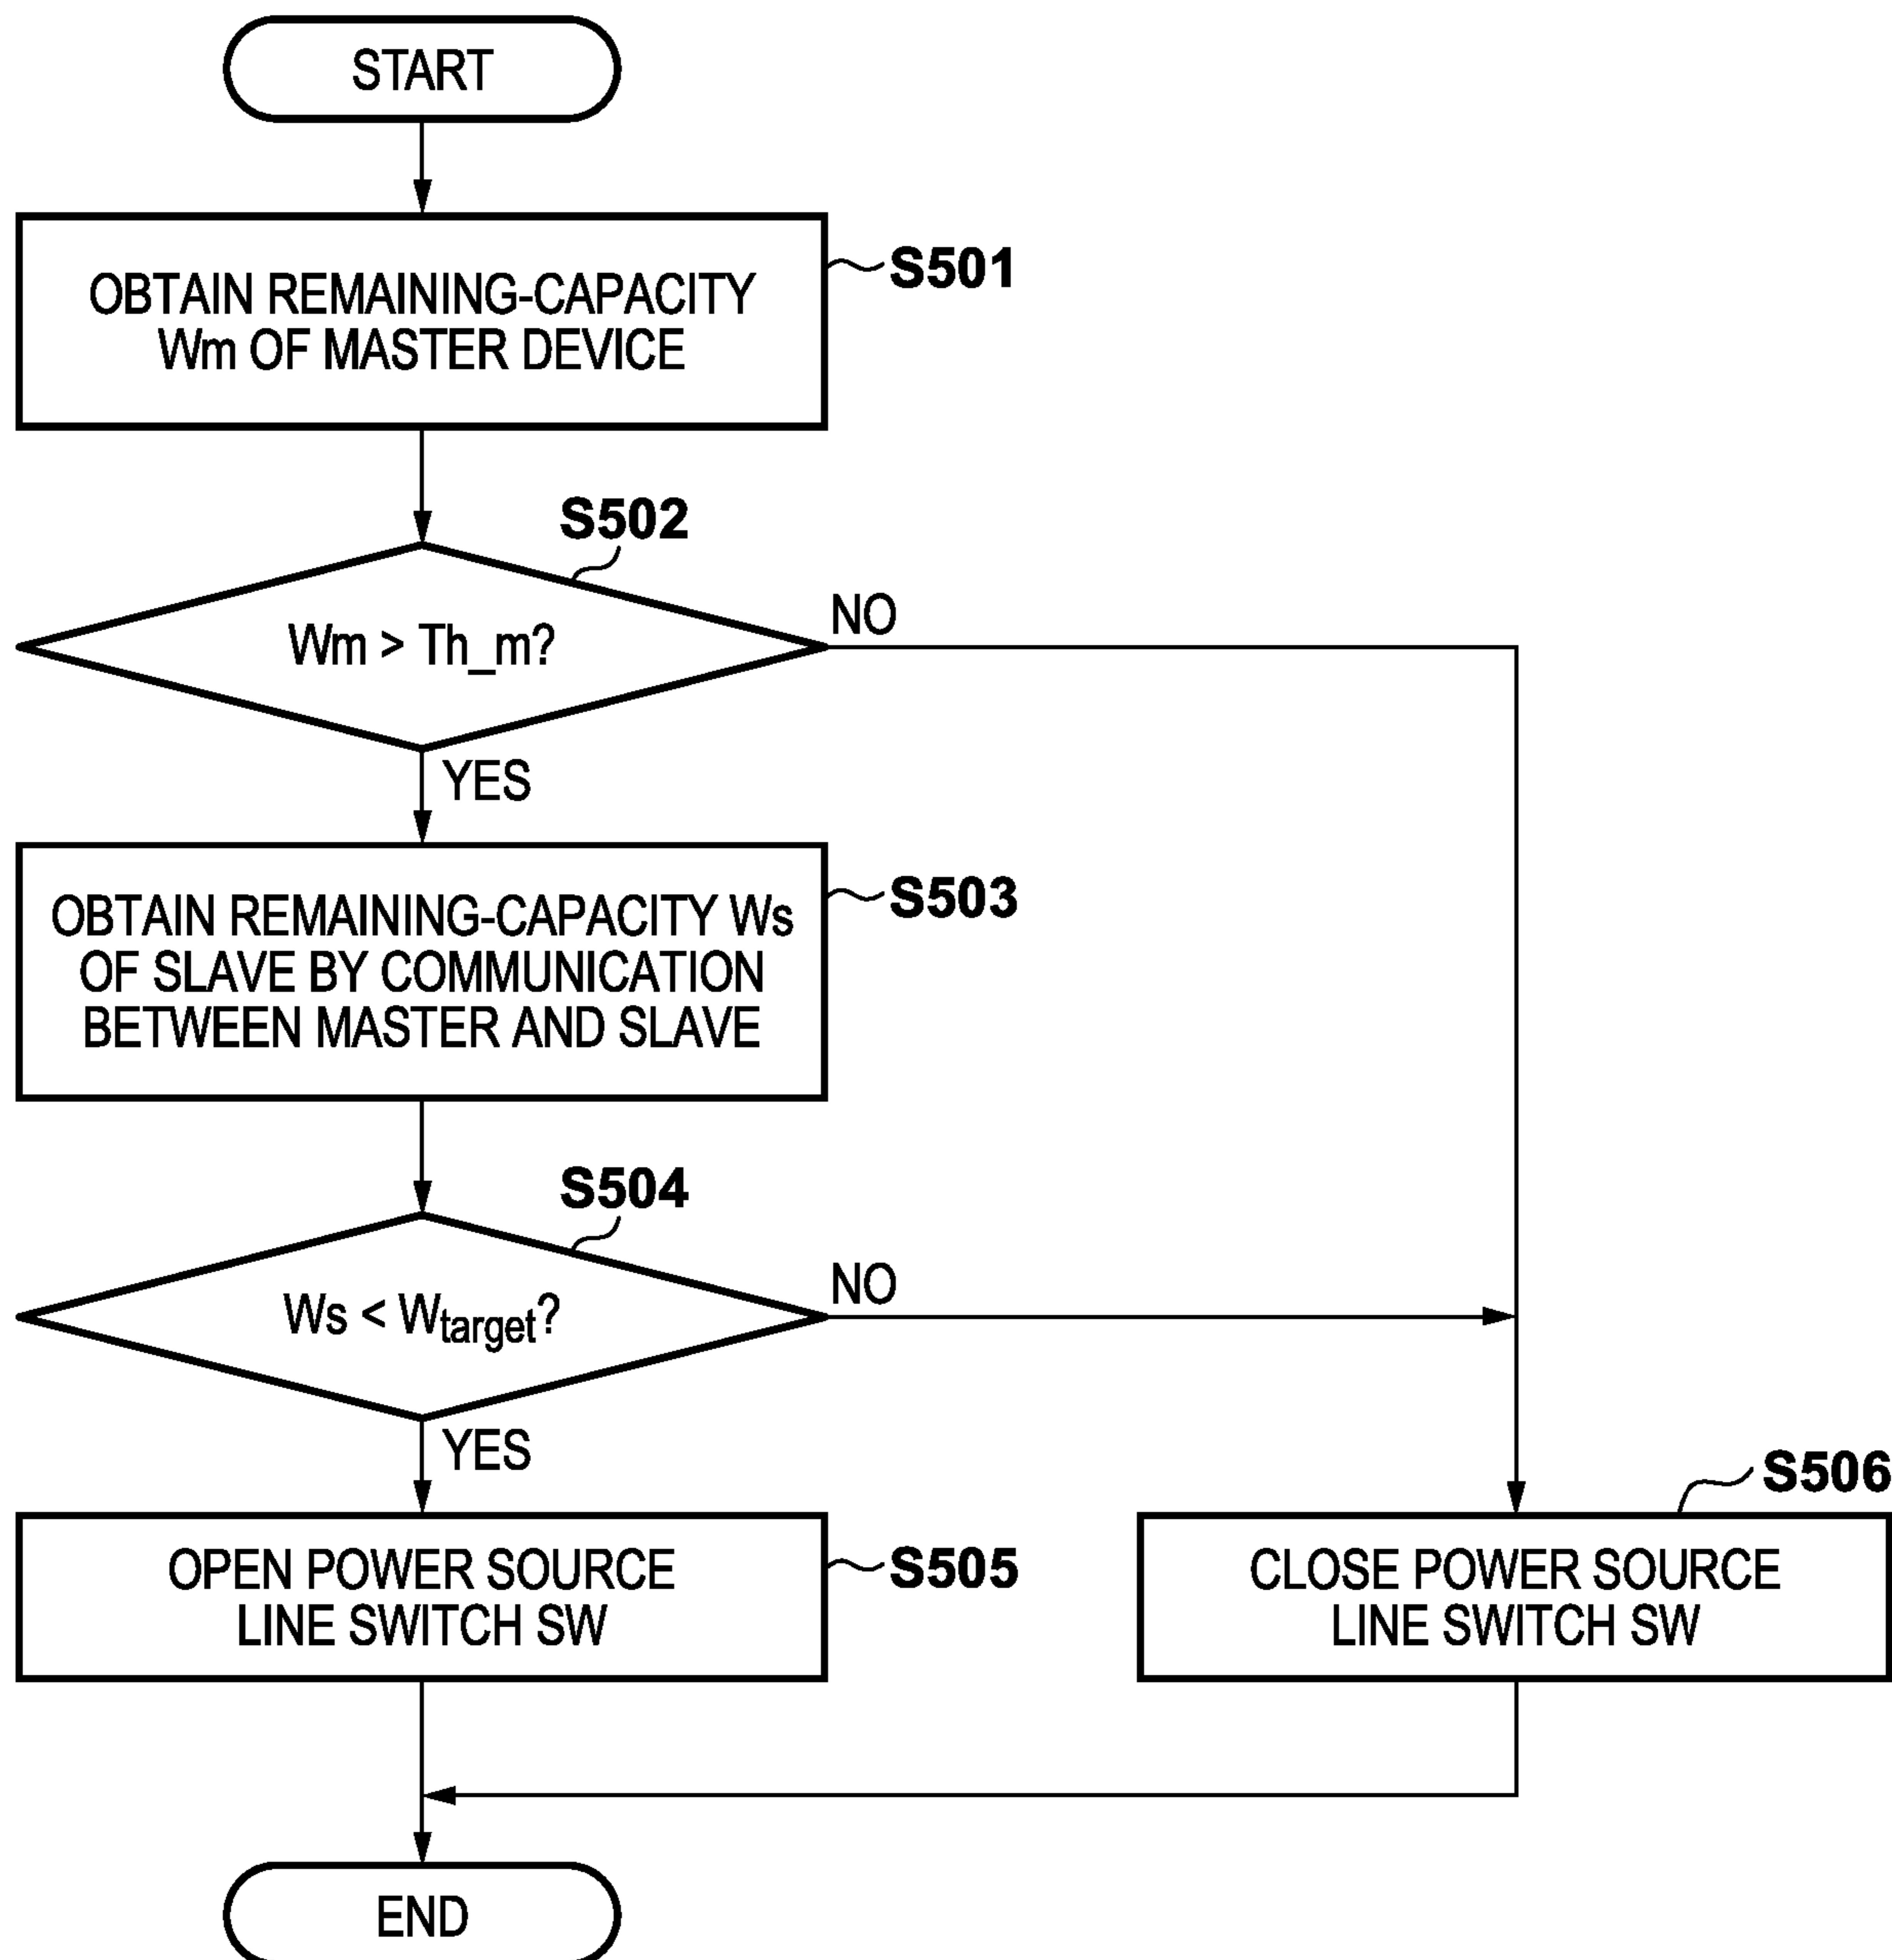 START
OBTAIN REMAINING-CAPACITY
Wm OF MASTER DEVICE
S501
S502
Wm > Th_m?
NO
YES
OBTAIN REMAINING-CAPACITY Ws
OF SLAVE BY COMMUNICATION
BETWEEN MASTER AND SLAVE
S503
S504
Ws < Wtarget?
NO
YES
OPEN POWER SOURCE
LINE SWITCH SW
S505
S506
CLOSE POWER SOURCE
LINE SWITCH SW
END